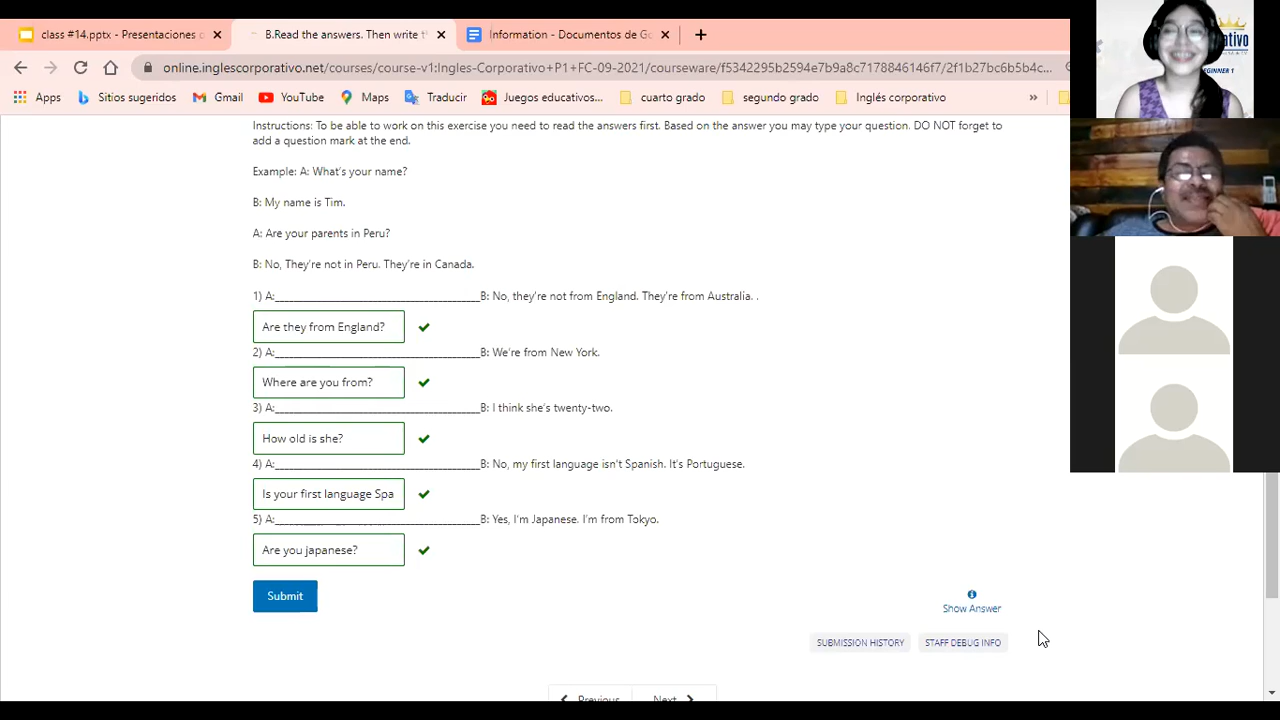 class #14.pptx - Presentaciones
B.Read the answers. Then write t
Information - Documentos de Go
online.inglescorporativo.net/courses/course-v1:Ingles-Corporativo+P1+FC-09-2021/courseware/f5342295b2594e7b9a8c7178846146f7/2f1b27bc6b5b4c...
Apps
Sitios sugeridos
Gmail
YouTube
Maps
Traducir
Juegos educativos...
cuarto grado
segundo grado
Inglés corporativo
»
Instructions: To be able to work on this exercise you need to read the answers first. Based on the answer you may type your question. DO NOT forget to
add a question mark at the end.
Example: A: What's your name?
B: My name is Tim.
A: Are your parents in Peru?
B: No, They're not in Peru. They're in Canada.
1) A:________________________________________B: No, they're not from England. They're from Australia. .
Are they from England?
2) A:________________________________________B: We're from New York.
Where are you from?
3) A:________________________________________B: I think she's twenty-two.
How old is she?
4) A:________________________________________B: No, my first language isn't Spanish. It's Portuguese.
Is your first language Spa
5) A:________________________________________B: Yes, I'm Japanese. I'm from Tokyo.
Are you japanese?
Submit
Show Answer
SUBMISSION HISTORY
STAFF DEBUG INFO
Previous
Next